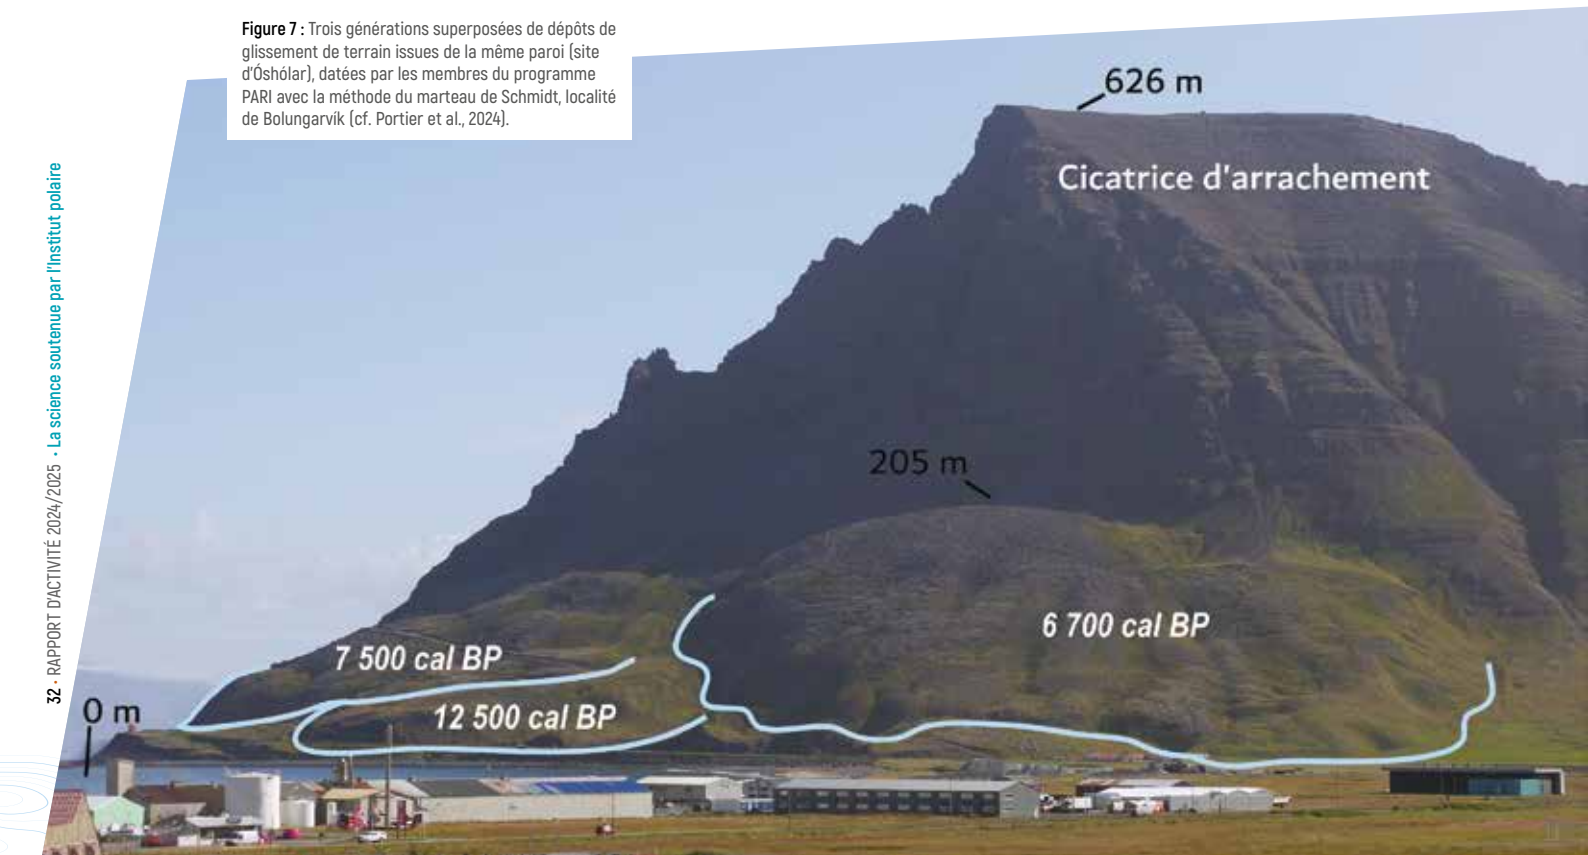 Figure 7 : Trois générations superposées de dépôts de
glissement de terrain issues de la même paroi (site
d'Óshólar), datées par les membres du programme
PARI avec la méthode du marteau de Schmidt, localité
de Bolungarvík (cf. Portier et al., 2024).
626 m
Cicatrice d'arrachement
205 m
6 700 cal BP
7 500 cal BP
12 500 cal BP
0 m
32 • RAPPORT D'ACTIVITÉ 2024/2025 • La science soutenue par l'Institut polaire